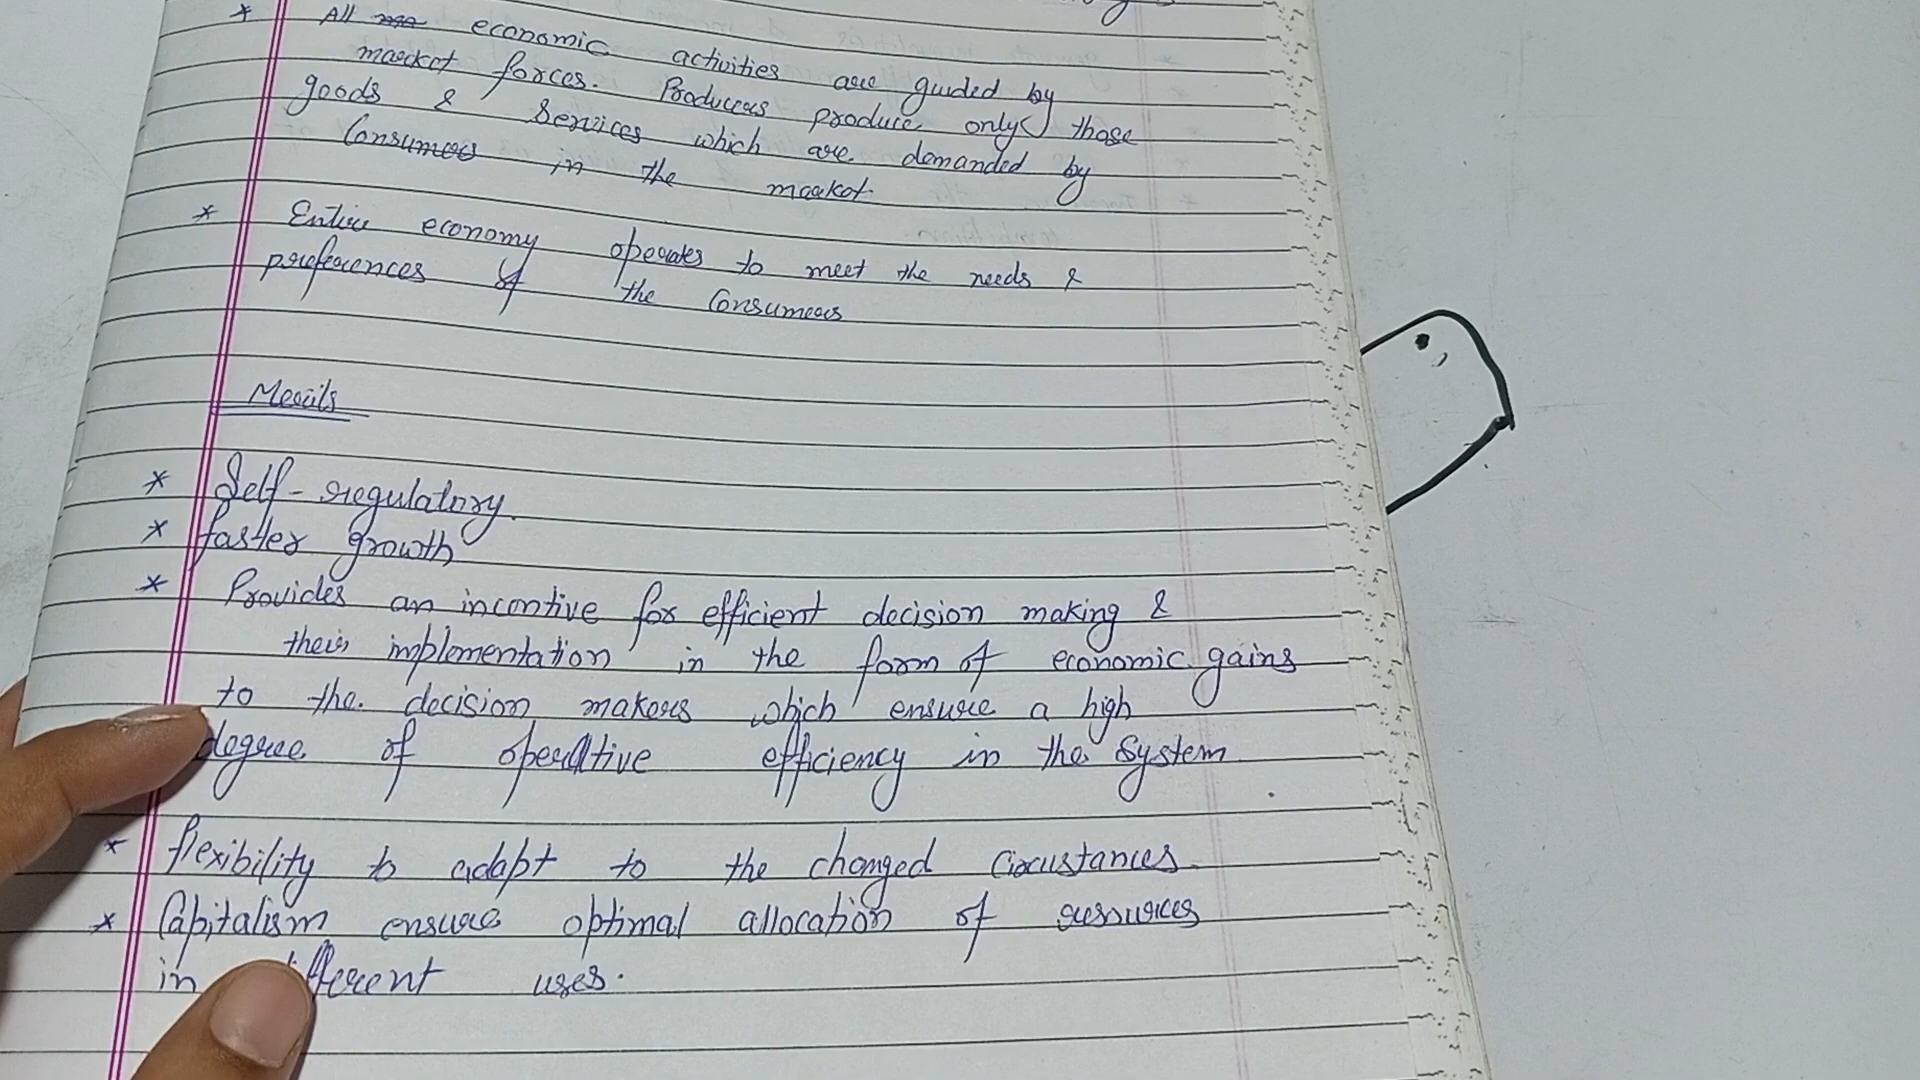 * All economic activities are guided by
market forces. Producers produce only those
goods & Services which are demanded by
Consumers in the market.
* Entire economy operates to meet the needs &
preferences of the Consumers
Merits
* Self-regulatory.
* faster growth
* Provides an incentive for efficient decision making &
their implementation in the form of economic gains
to the decision makers which ensure a high
degree of operative efficiency in the System
* flexibility to adapt to the changed Circustances
* Capitalism ensures optimal allocation of resources
in different uses.